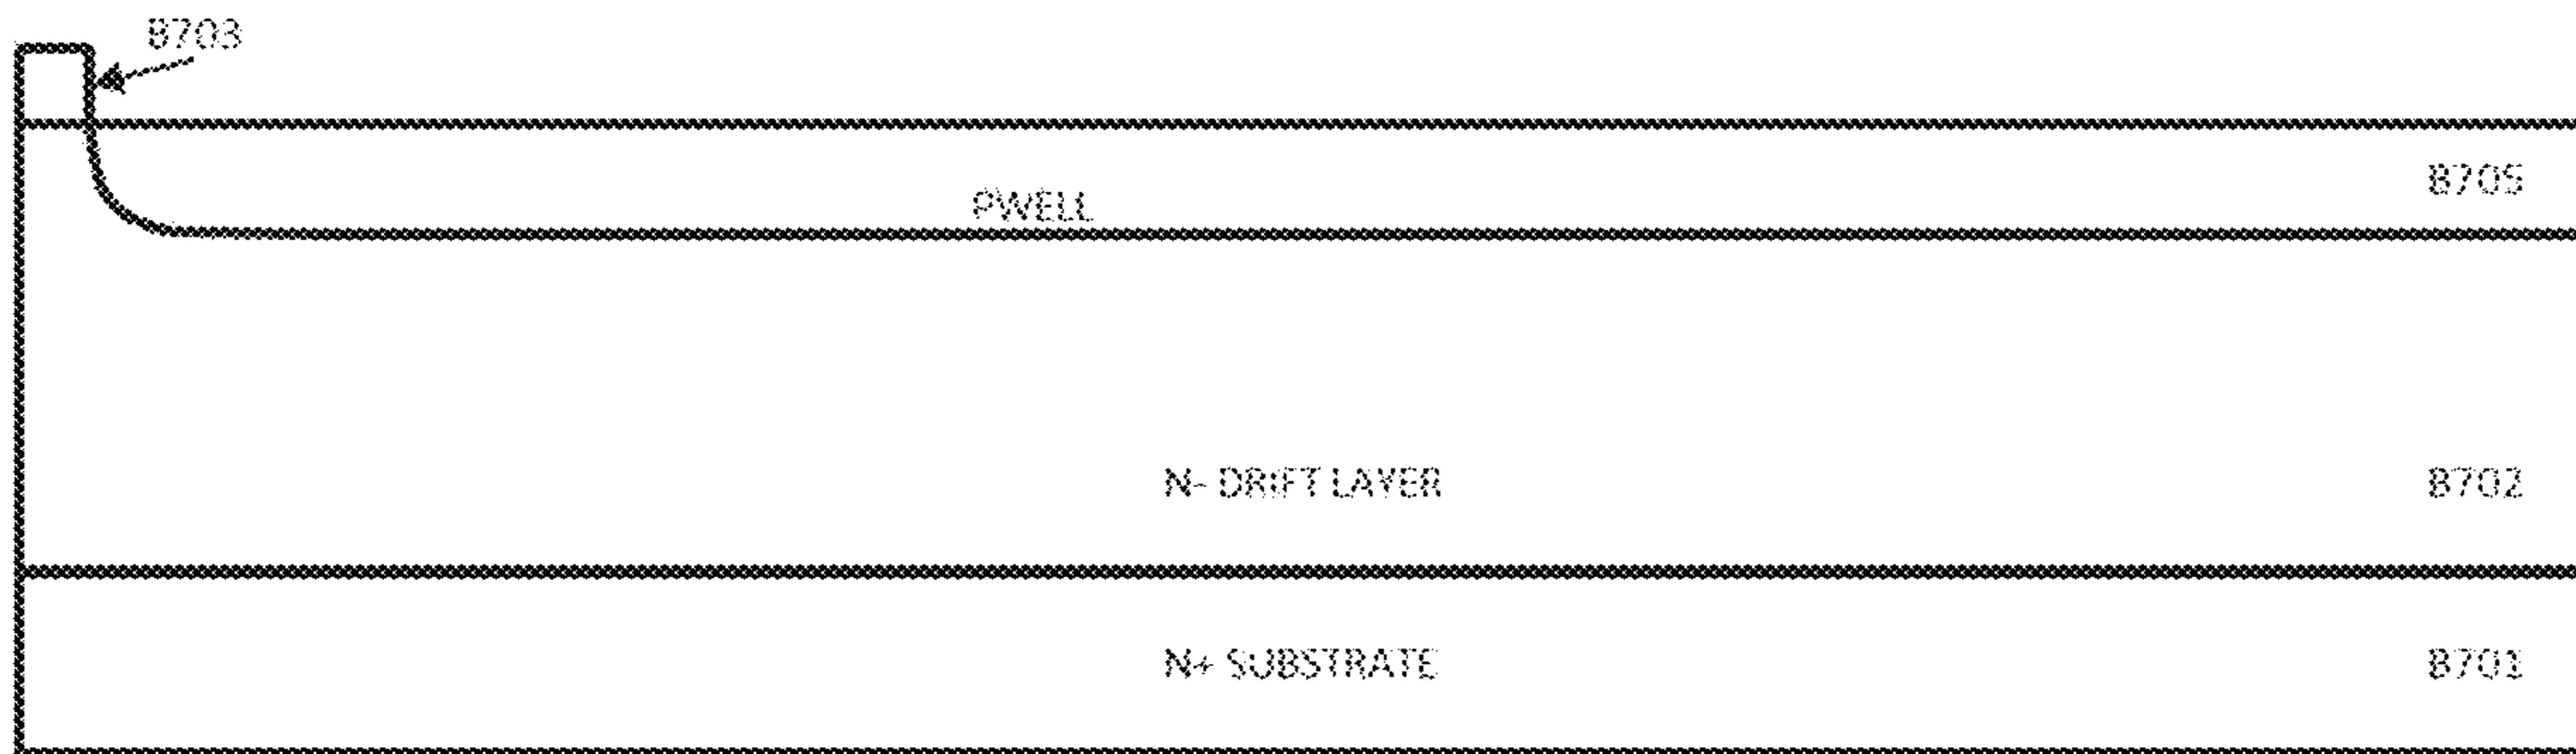 8703
PWELL
8705
N- DRIFT LAYER
8702
N+ SUBSTRATE
8701